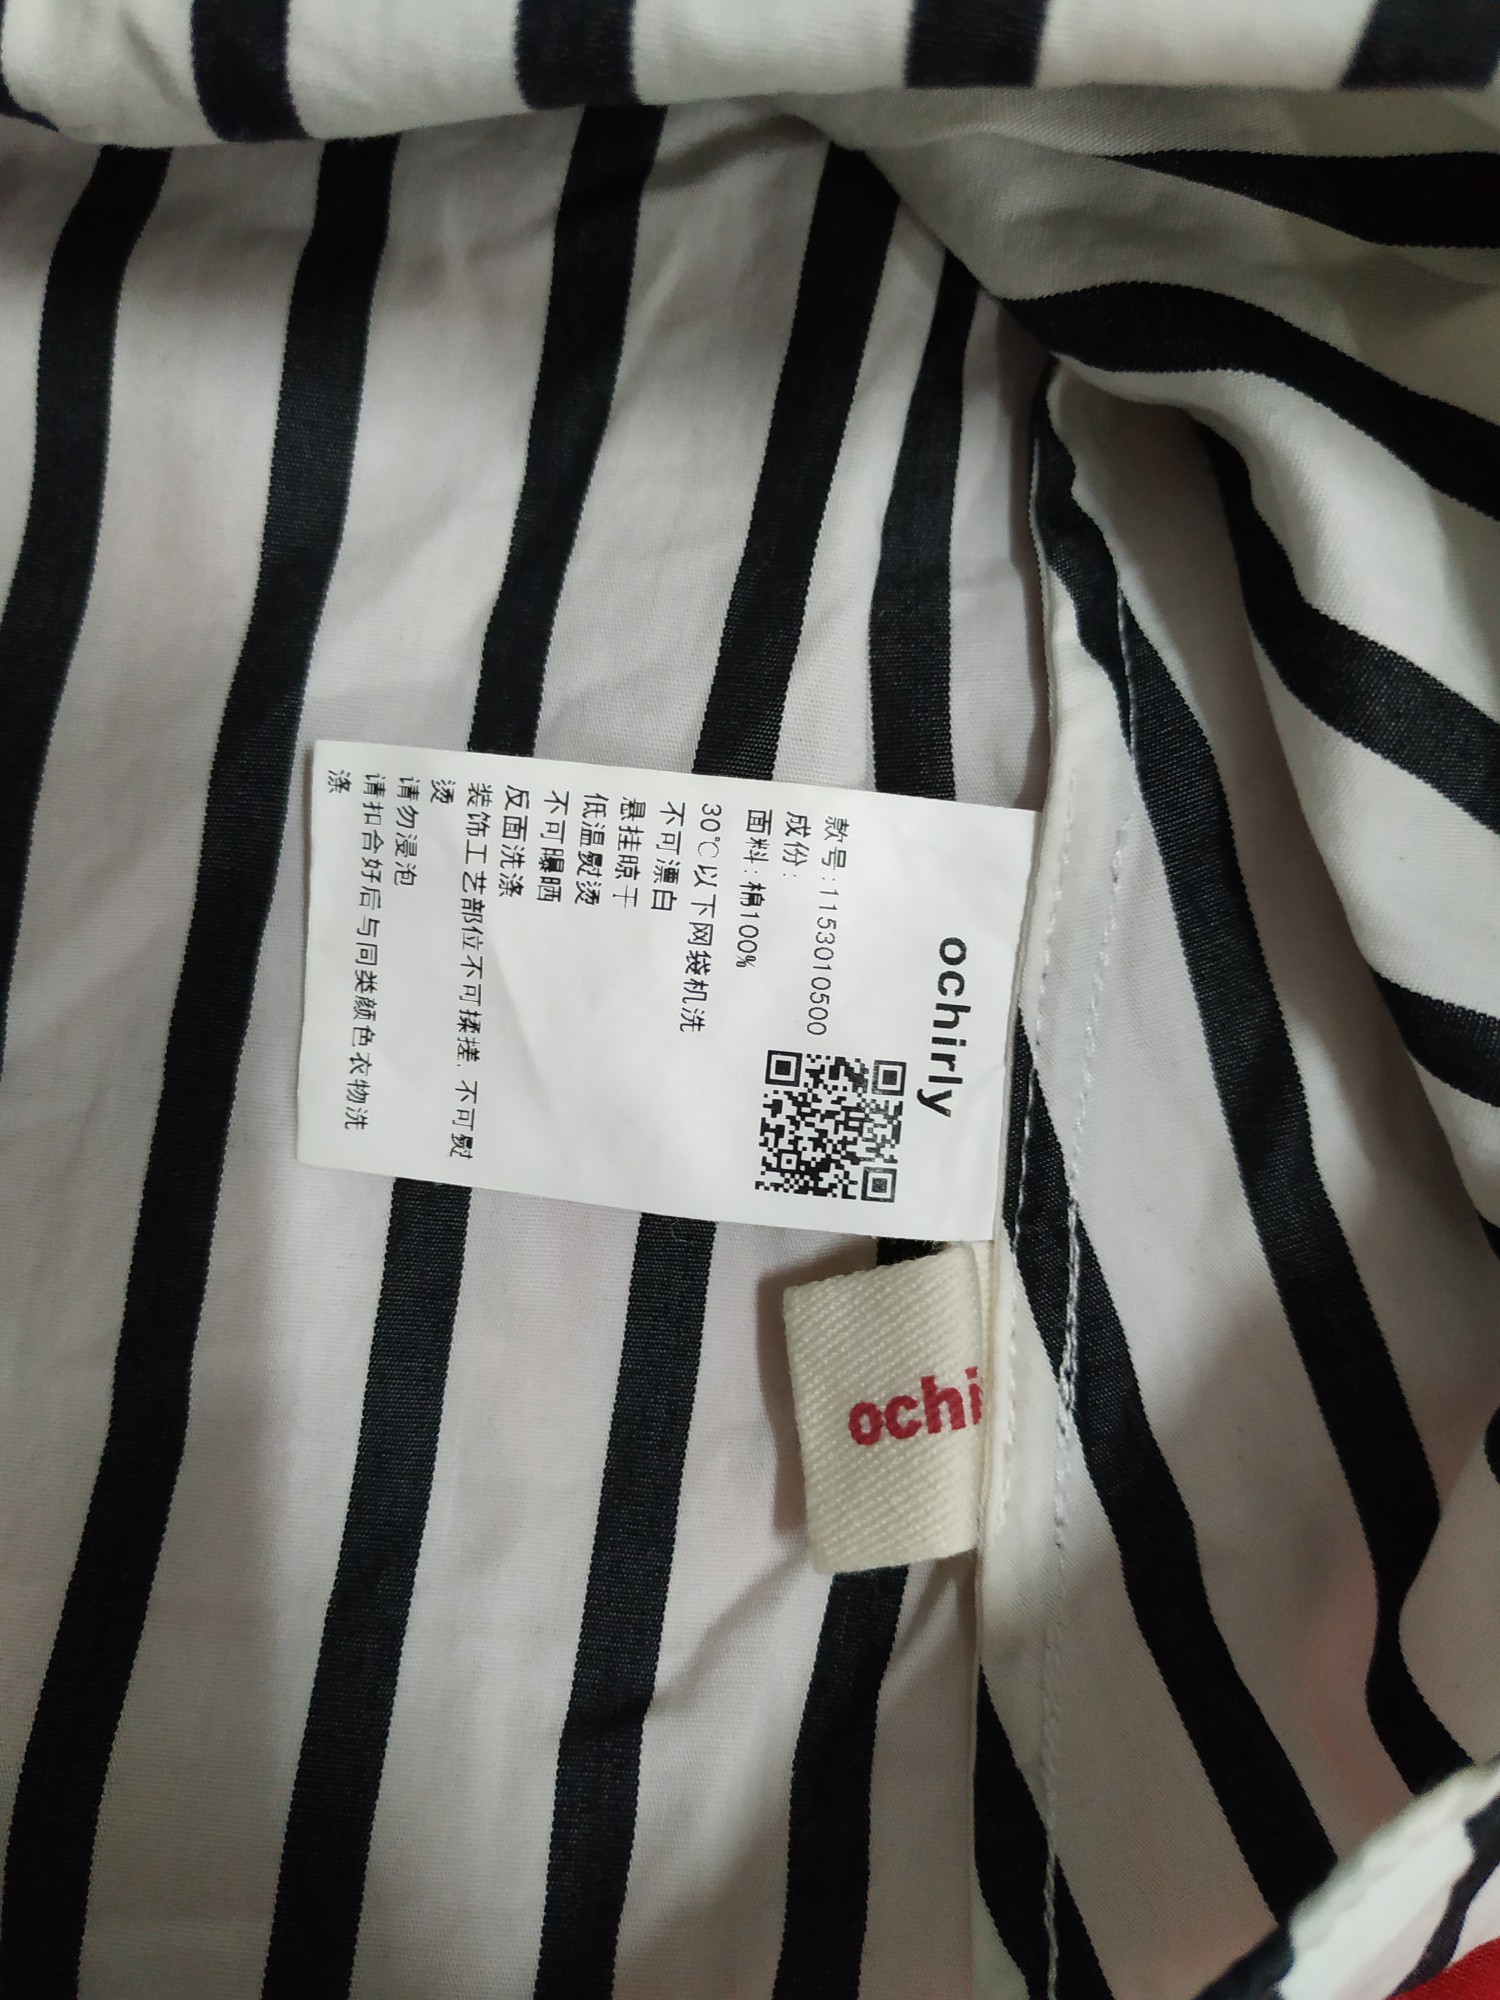 ochirly
款号:1153010500
成份:
面料:棉100%
30℃以下网袋机洗
不可漂白
悬挂晾干
低温熨烫
不可曝晒
反面洗涤
装饰工艺部位不可揉搓,不可熨
烫
请勿浸泡
请扣合好后与同类颜色衣物洗
涤
ochi